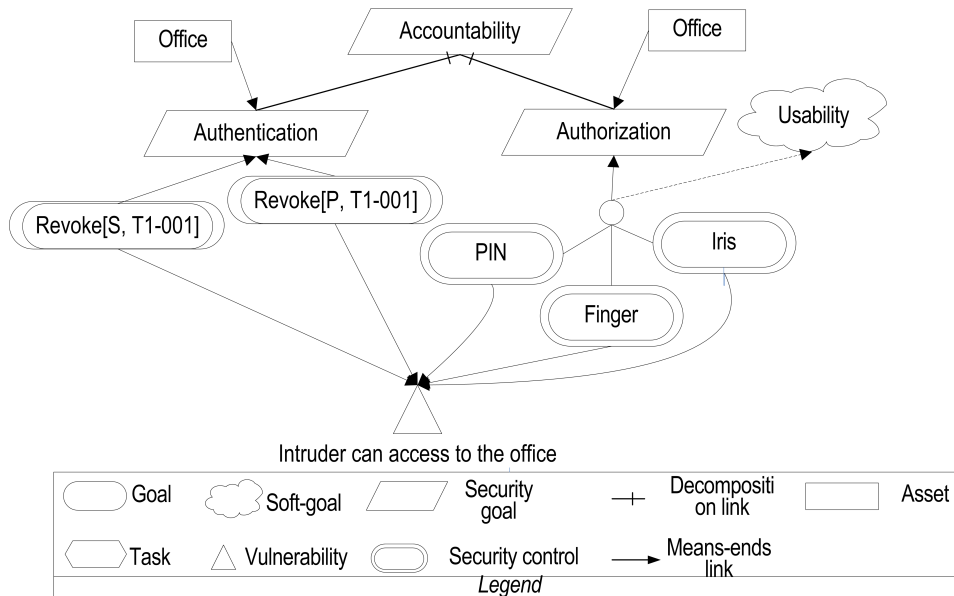 Accountability
Office
Office
Authentication
Authorization
Usability
Revoke[S, T1-001]
Revoke[P, T1-001]
PIN
Iris
Finger
Intruder can access to the office
Goal
Soft-goal
Security
goal
Decompositi
on link
Asset
Task
Vulnerability
Security control
Means-ends
link
Legend